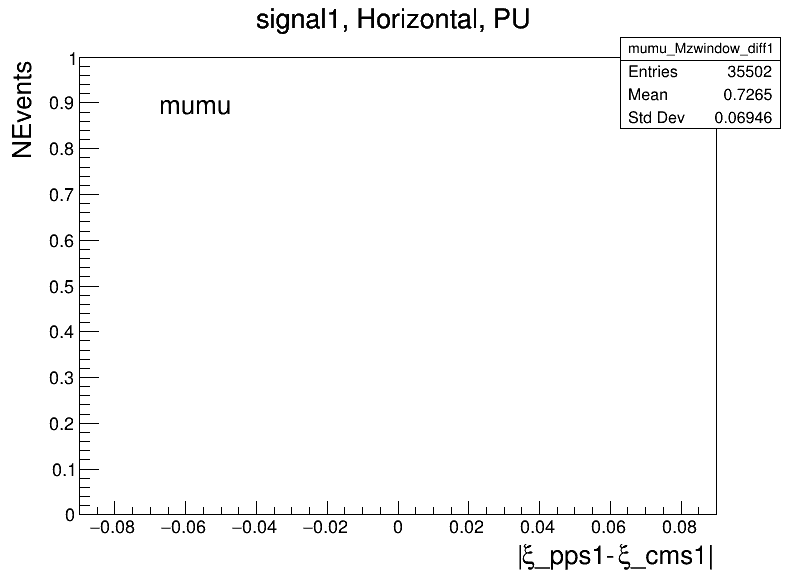 signal1, Horizontal, PU
mumu_Mzwindow_diff1
Entries 35502
Mean 0.7265
Std Dev 0.06946
NEvents
mumu
1
0.9
0.8
0.7
0.6
0.5
0.4
0.3
0.2
0.1
0
−0.08 −0.06 −0.04 −0.02 0 0.02 0.04 0.06 0.08
|ξ_pps1-ξ_cms1|